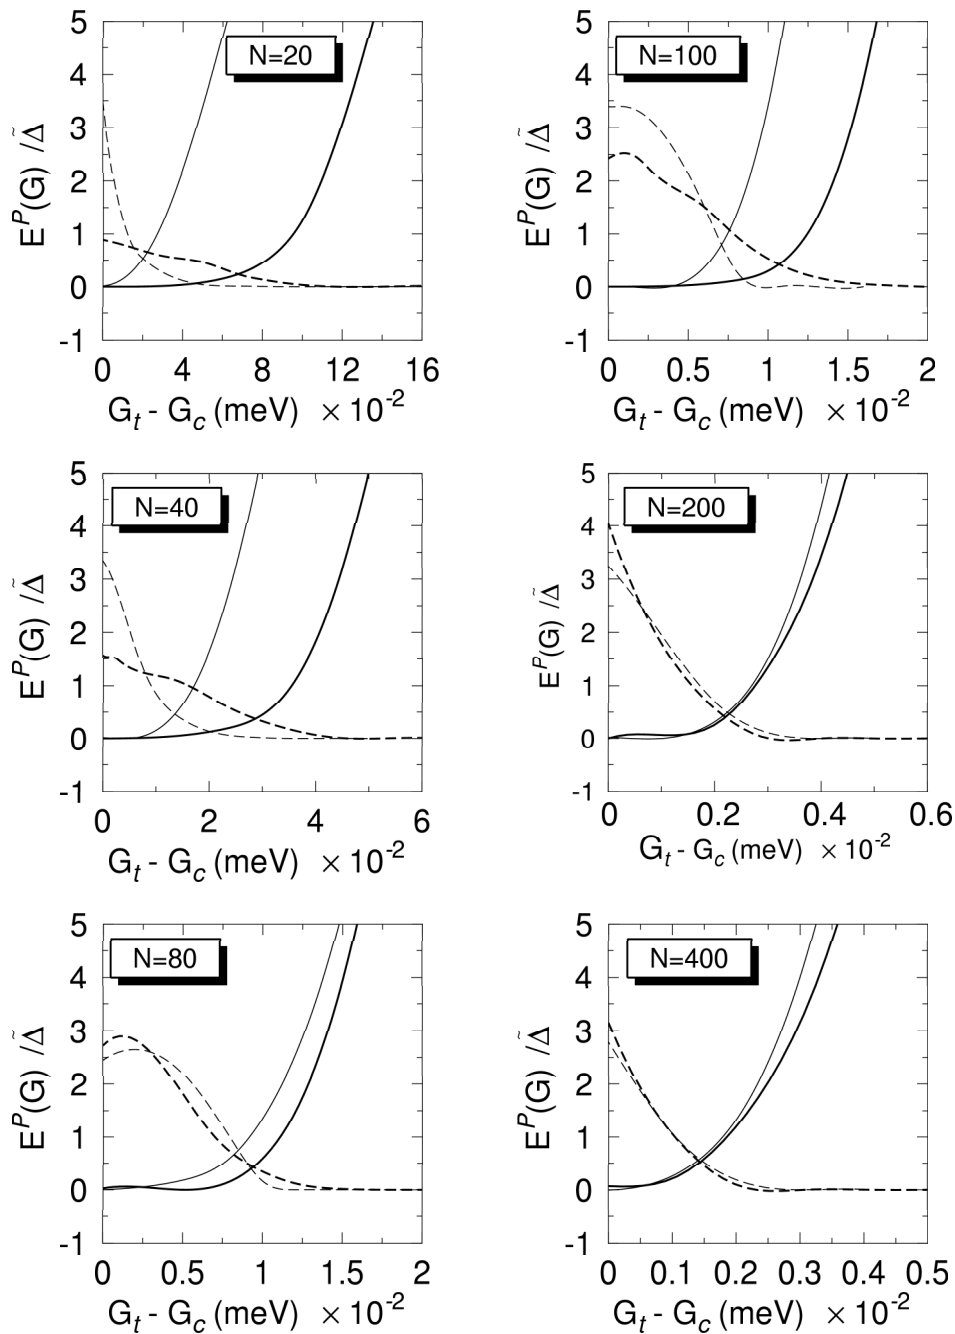 N=20
5
4
3
2
1
0
-1
E^P(G) /Δ̃
0 4 8 12 16
G_t - G_c (meV) × 10^-2
N=100
5
4
3
2
1
0
-1
E^P(G) /Δ̃
0 0.5 1 1.5 2
G_t - G_c (meV) × 10^-2
N=40
5
4
3
2
1
0
-1
E^P(G) /Δ̃
0 2 4 6
G_t - G_c (meV) × 10^-2
N=200
5
4
3
2
1
0
-1
E^P(G) /Δ̃
0 0.2 0.4 0.6
G_t - G_c (meV) × 10^-2
N=80
5
4
3
2
1
0
-1
E^P(G) /Δ̃
0 0.5 1 1.5 2
G_t - G_c (meV) × 10^-2
N=400
5
4
3
2
1
0
-1
E^P(G) /Δ̃
0 0.1 0.2 0.3 0.4 0.5
G_t - G_c (meV) × 10^-2